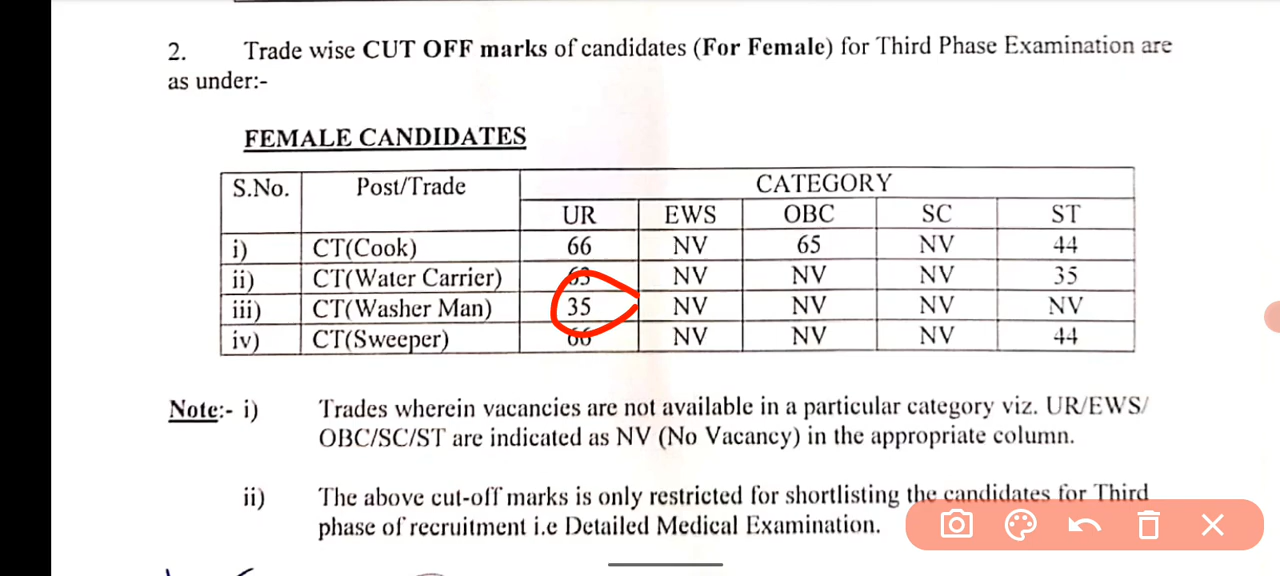 2. Trade wise CUT OFF marks of candidates (For Female) for Third Phase Examination are
as under:-
FEMALE CANDIDATES
S.No. Post/Trade CATEGORY
UR EWS OBC SC ST
i) CT(Cook) 66 NV 65 NV 44
ii) CT(Water Carrier) 63 NV NV NV 35
iii) CT(Washer Man) 35 NV NV NV NV
iv) CT(Sweeper) 66 NV NV NV 44
Note:- i) Trades wherein vacancies are not available in a particular category viz. UR/EWS/
OBC/SC/ST are indicated as NV (No Vacancy) in the appropriate column.
ii) The above cut-off marks is only restricted for shortlisting the candidates for Third
phase of recruitment i.e Detailed Medical Examination.